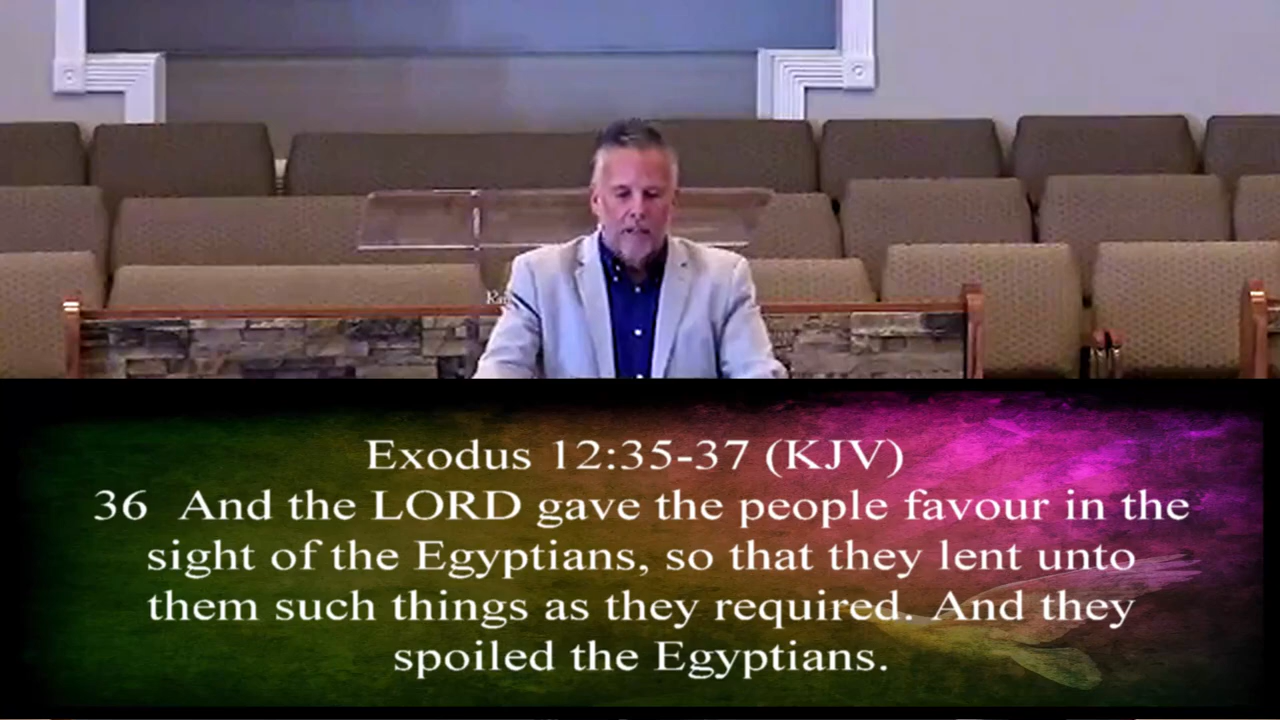 Exodus 12:35-37 (KJV)
36 And the LORD gave the people favour in the
sight of the Egyptians, so that they lent unto
them such things as they required. And they
spoiled the Egyptians.